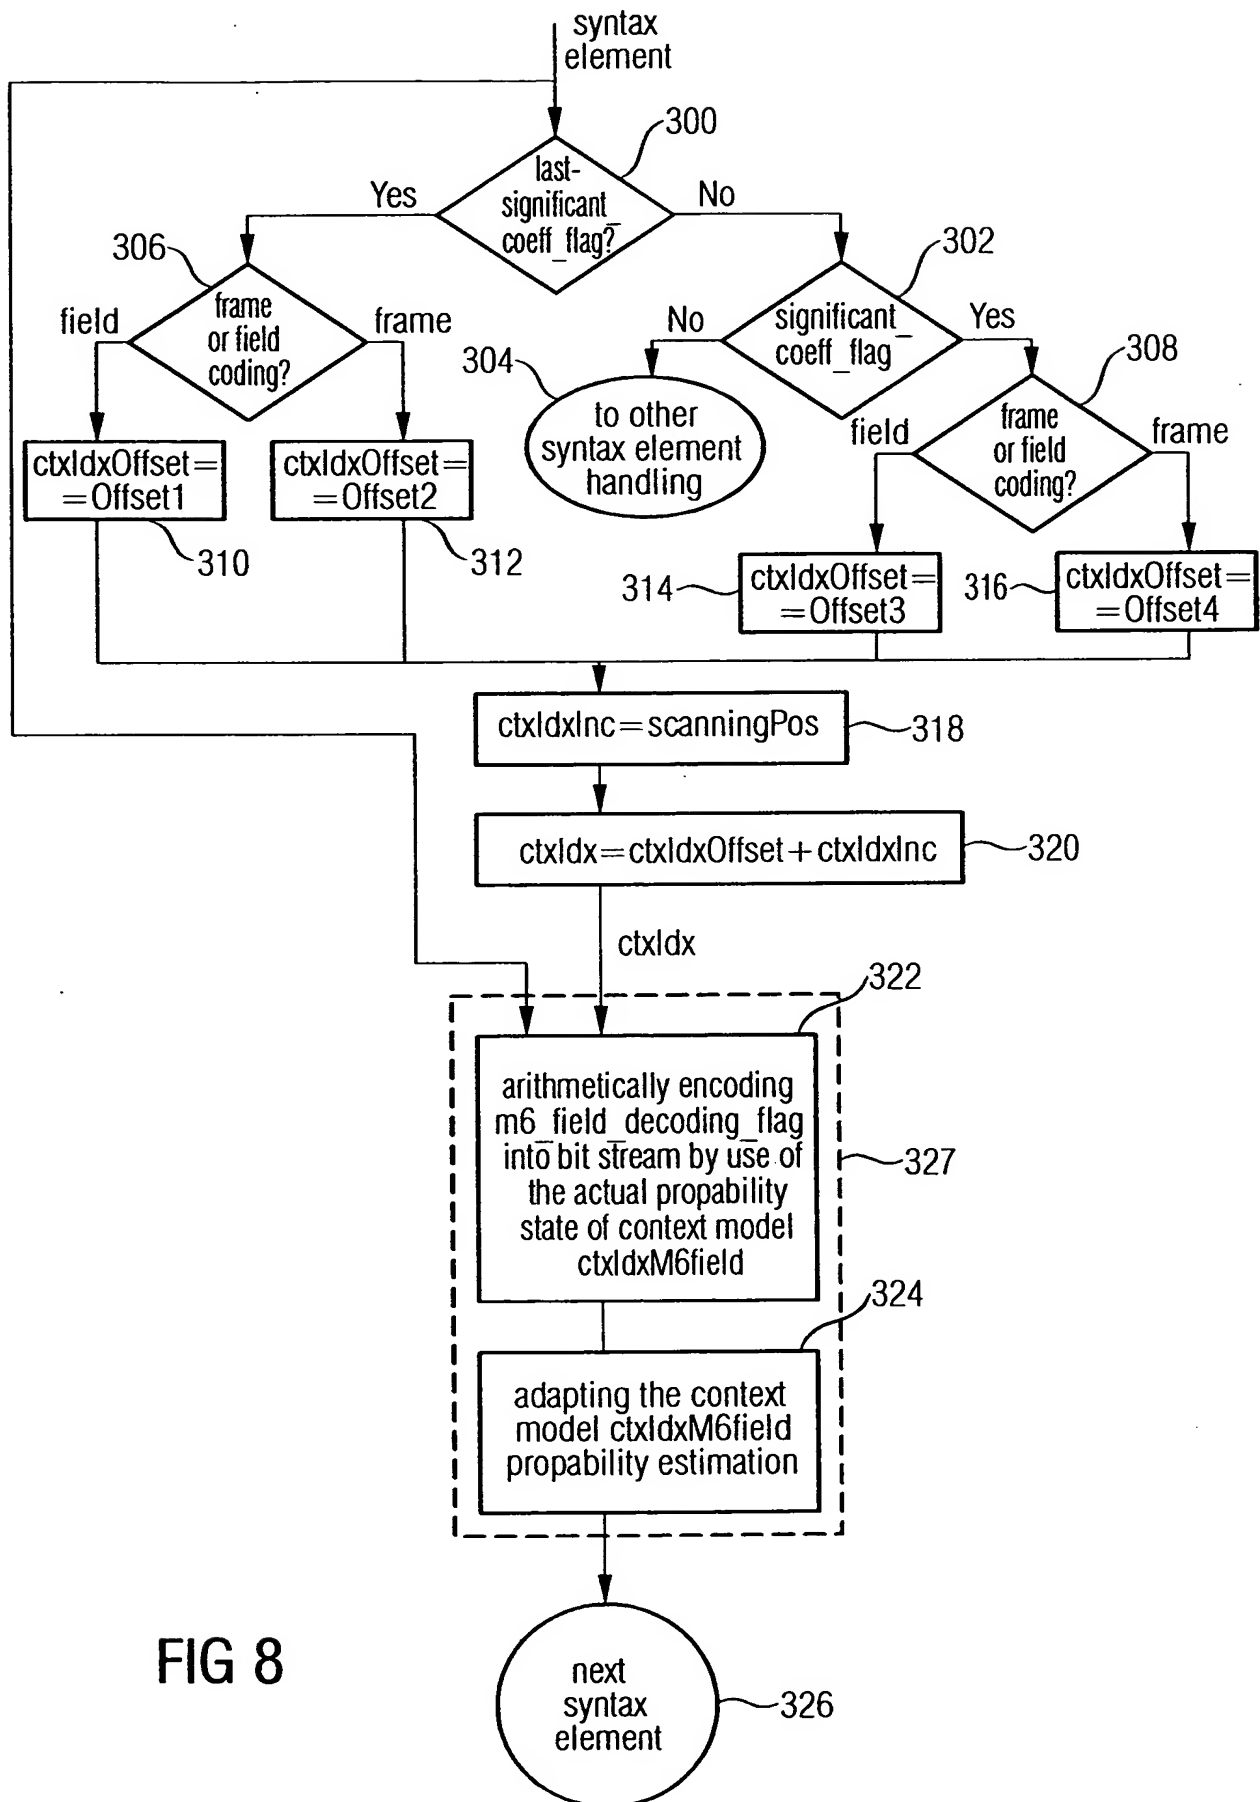 syntax
element
300
last-
significant_
coeff_flag?
Yes
No
306
302
frame
or field
coding?
field
frame
significant_
coeff_flag
No
Yes
304
308
to other
syntax element
handling
frame
or field
coding?
field
frame
ctxIdxOffset=
=Offset1
ctxIdxOffset=
=Offset2
310
312
314
ctxIdxOffset=
=Offset3
316
ctxIdxOffset=
=Offset4
ctxIdxInc=scanningPos
318
ctxIdx=ctxIdxOffset+ctxIdxInc
320
ctxIdx
322
arithmetically encoding
m6_field_decoding_flag
into bit stream by use of
the actual propability
state of context model
ctxIdxM6field
327
324
adapting the context
model ctxIdxM6field
propability estimation
FIG 8
next
syntax
element
326